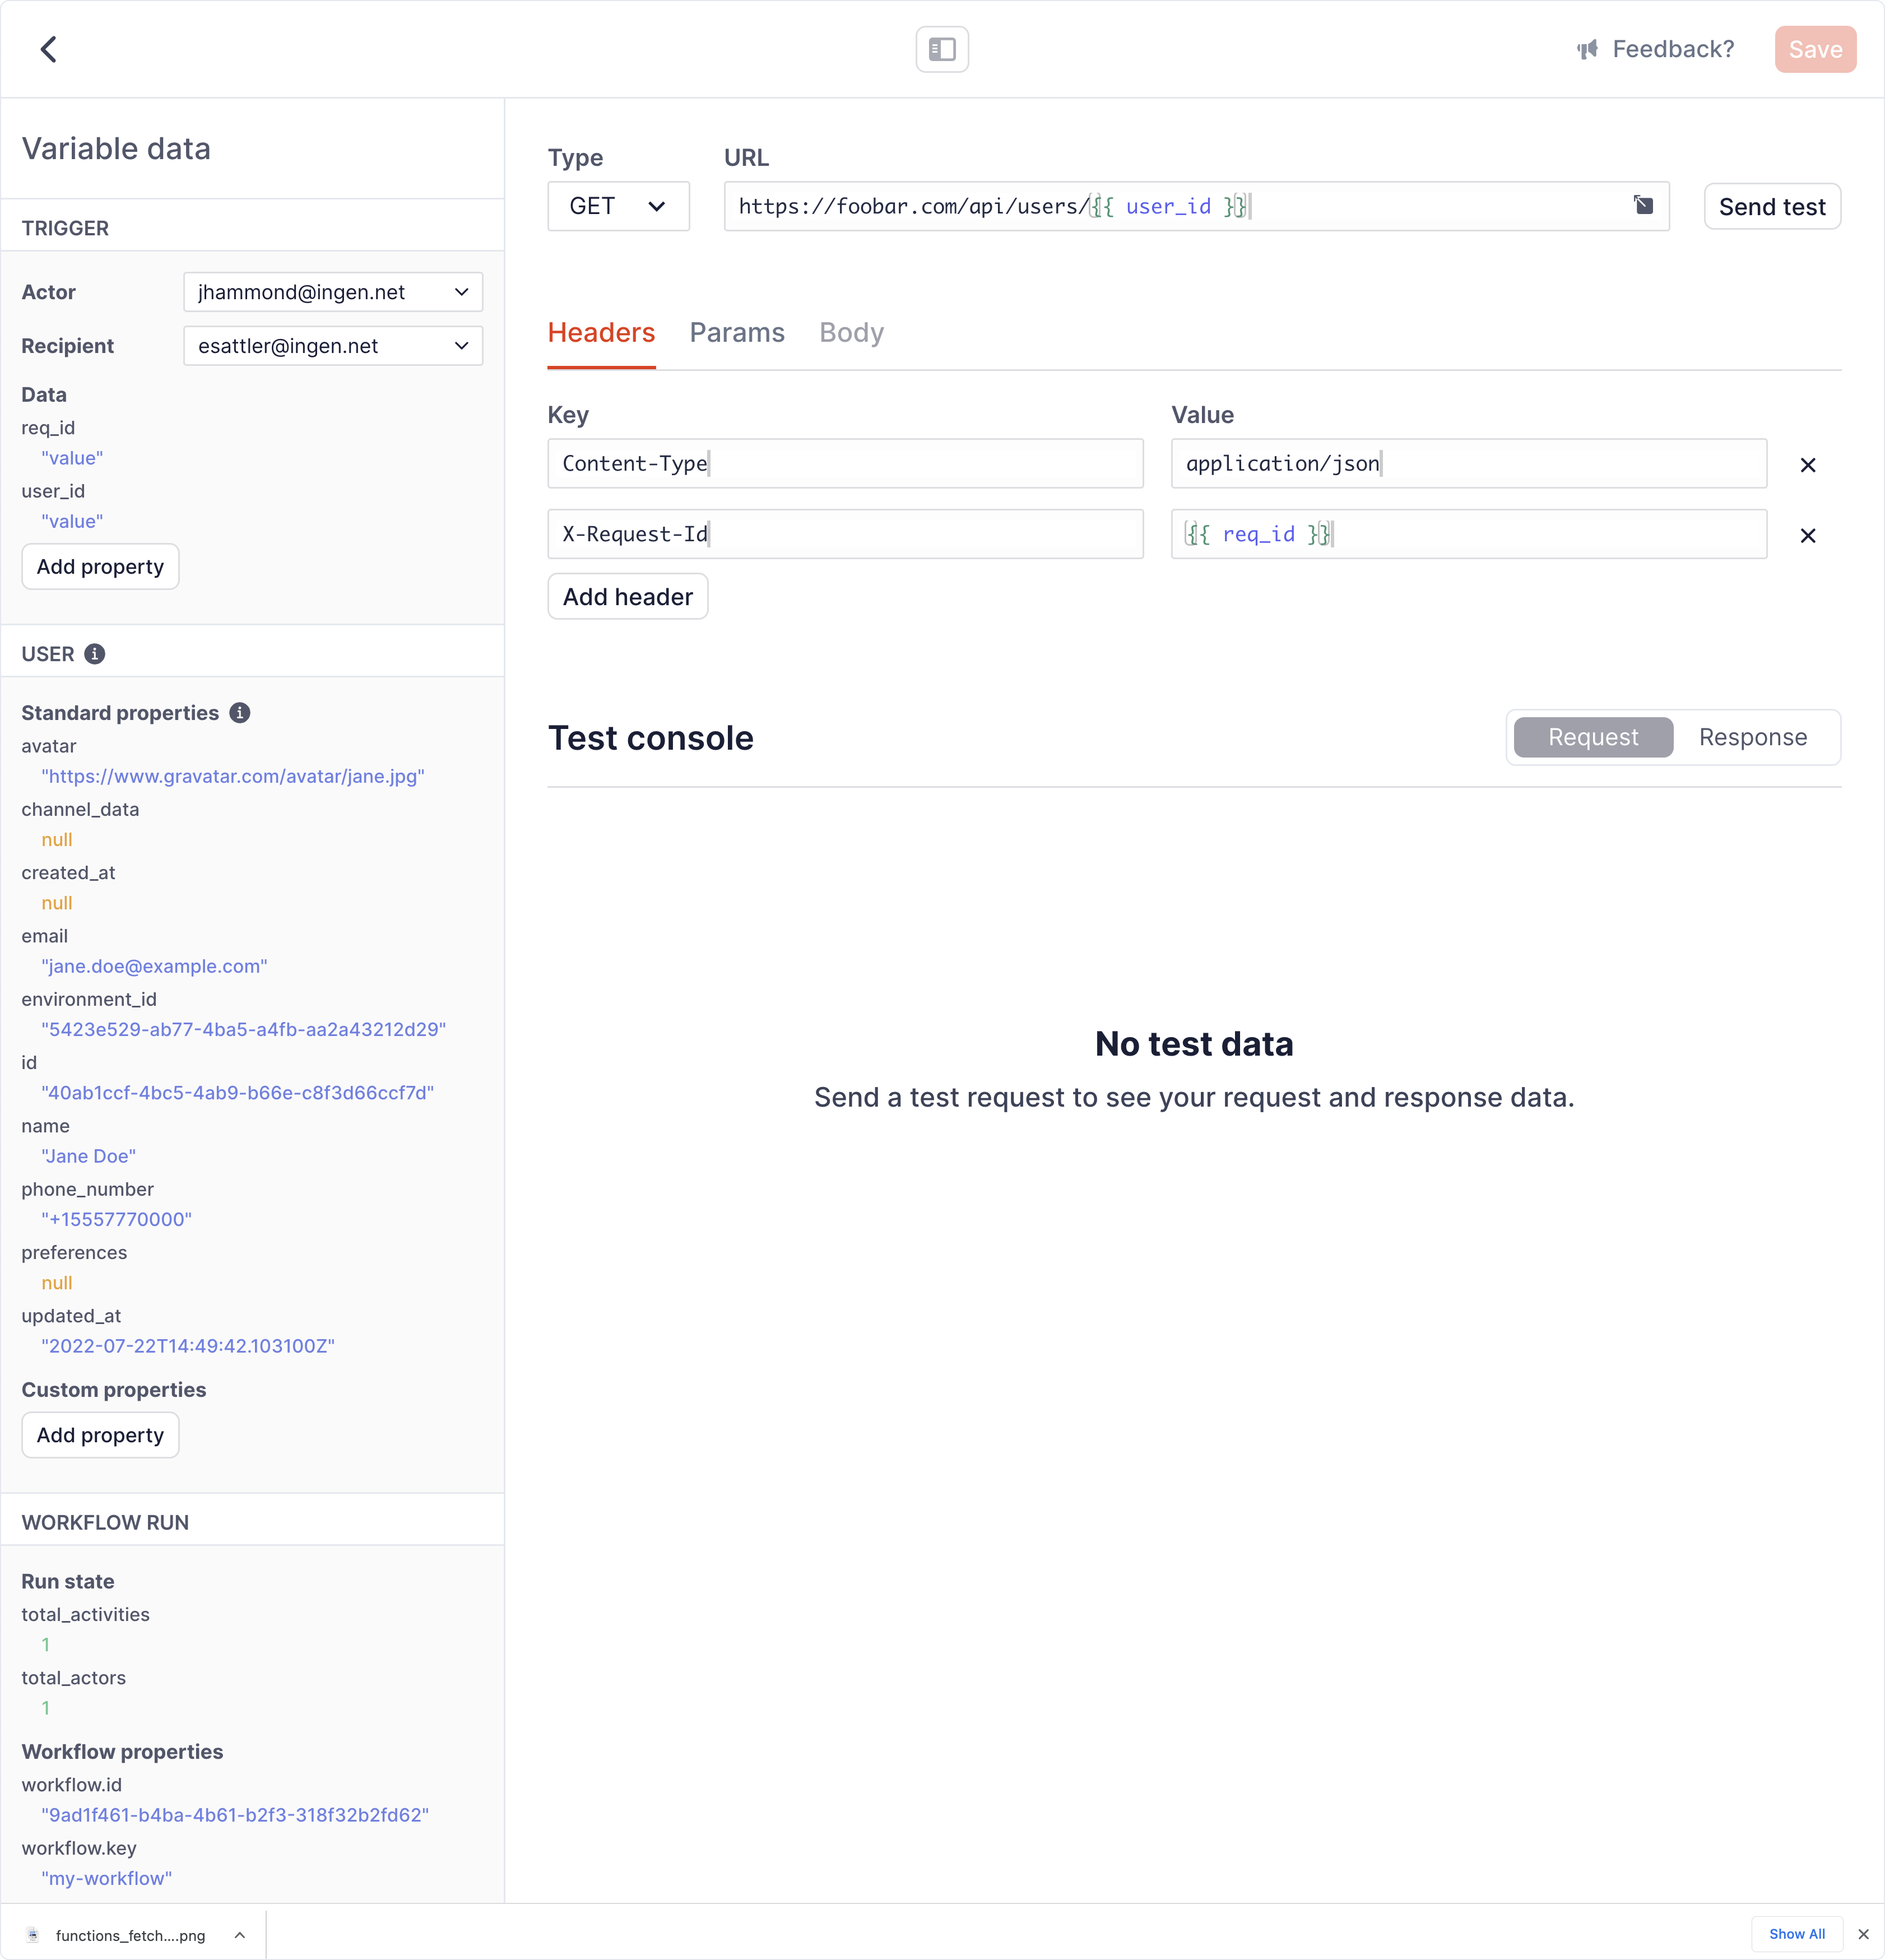 Feedback?
Save
Variable data
TRIGGER
Actor
jhammond@ingen.net
Recipient
esattler@ingen.net
Data
req_id
"value"
user_id
"value"
Add property
USER
Standard properties
avatar
"https://www.gravatar.com/avatar/jane.jpg"
channel_data
null
created_at
null
email
"jane.doe@example.com"
environment_id
"5423e529-ab77-4ba5-a4fb-aa2a43212d29"
id
"40ab1ccf-4bc5-4ab9-b66e-c8f3d66ccf7d"
name
"Jane Doe"
phone_number
"+15557770000"
preferences
null
updated_at
"2022-07-22T14:49:42.103100Z"
Custom properties
Add property
WORKFLOW RUN
Run state
total_activities
1
total_actors
1
Workflow properties
workflow.id
"9ad1f461-b4ba-4b61-b2f3-318f32b2fd62"
workflow.key
"my-workflow"
Type
URL
GET
https://foobar.com/api/users/{{ user_id }}
Send test
Headers
Params
Body
Key
Value
Content-Type
application/json
X-Request-Id
{{ req_id }}
Add header
Test console
Request
Response
No test data
Send a test request to see your request and response data.
functions_fetch....png
Show All